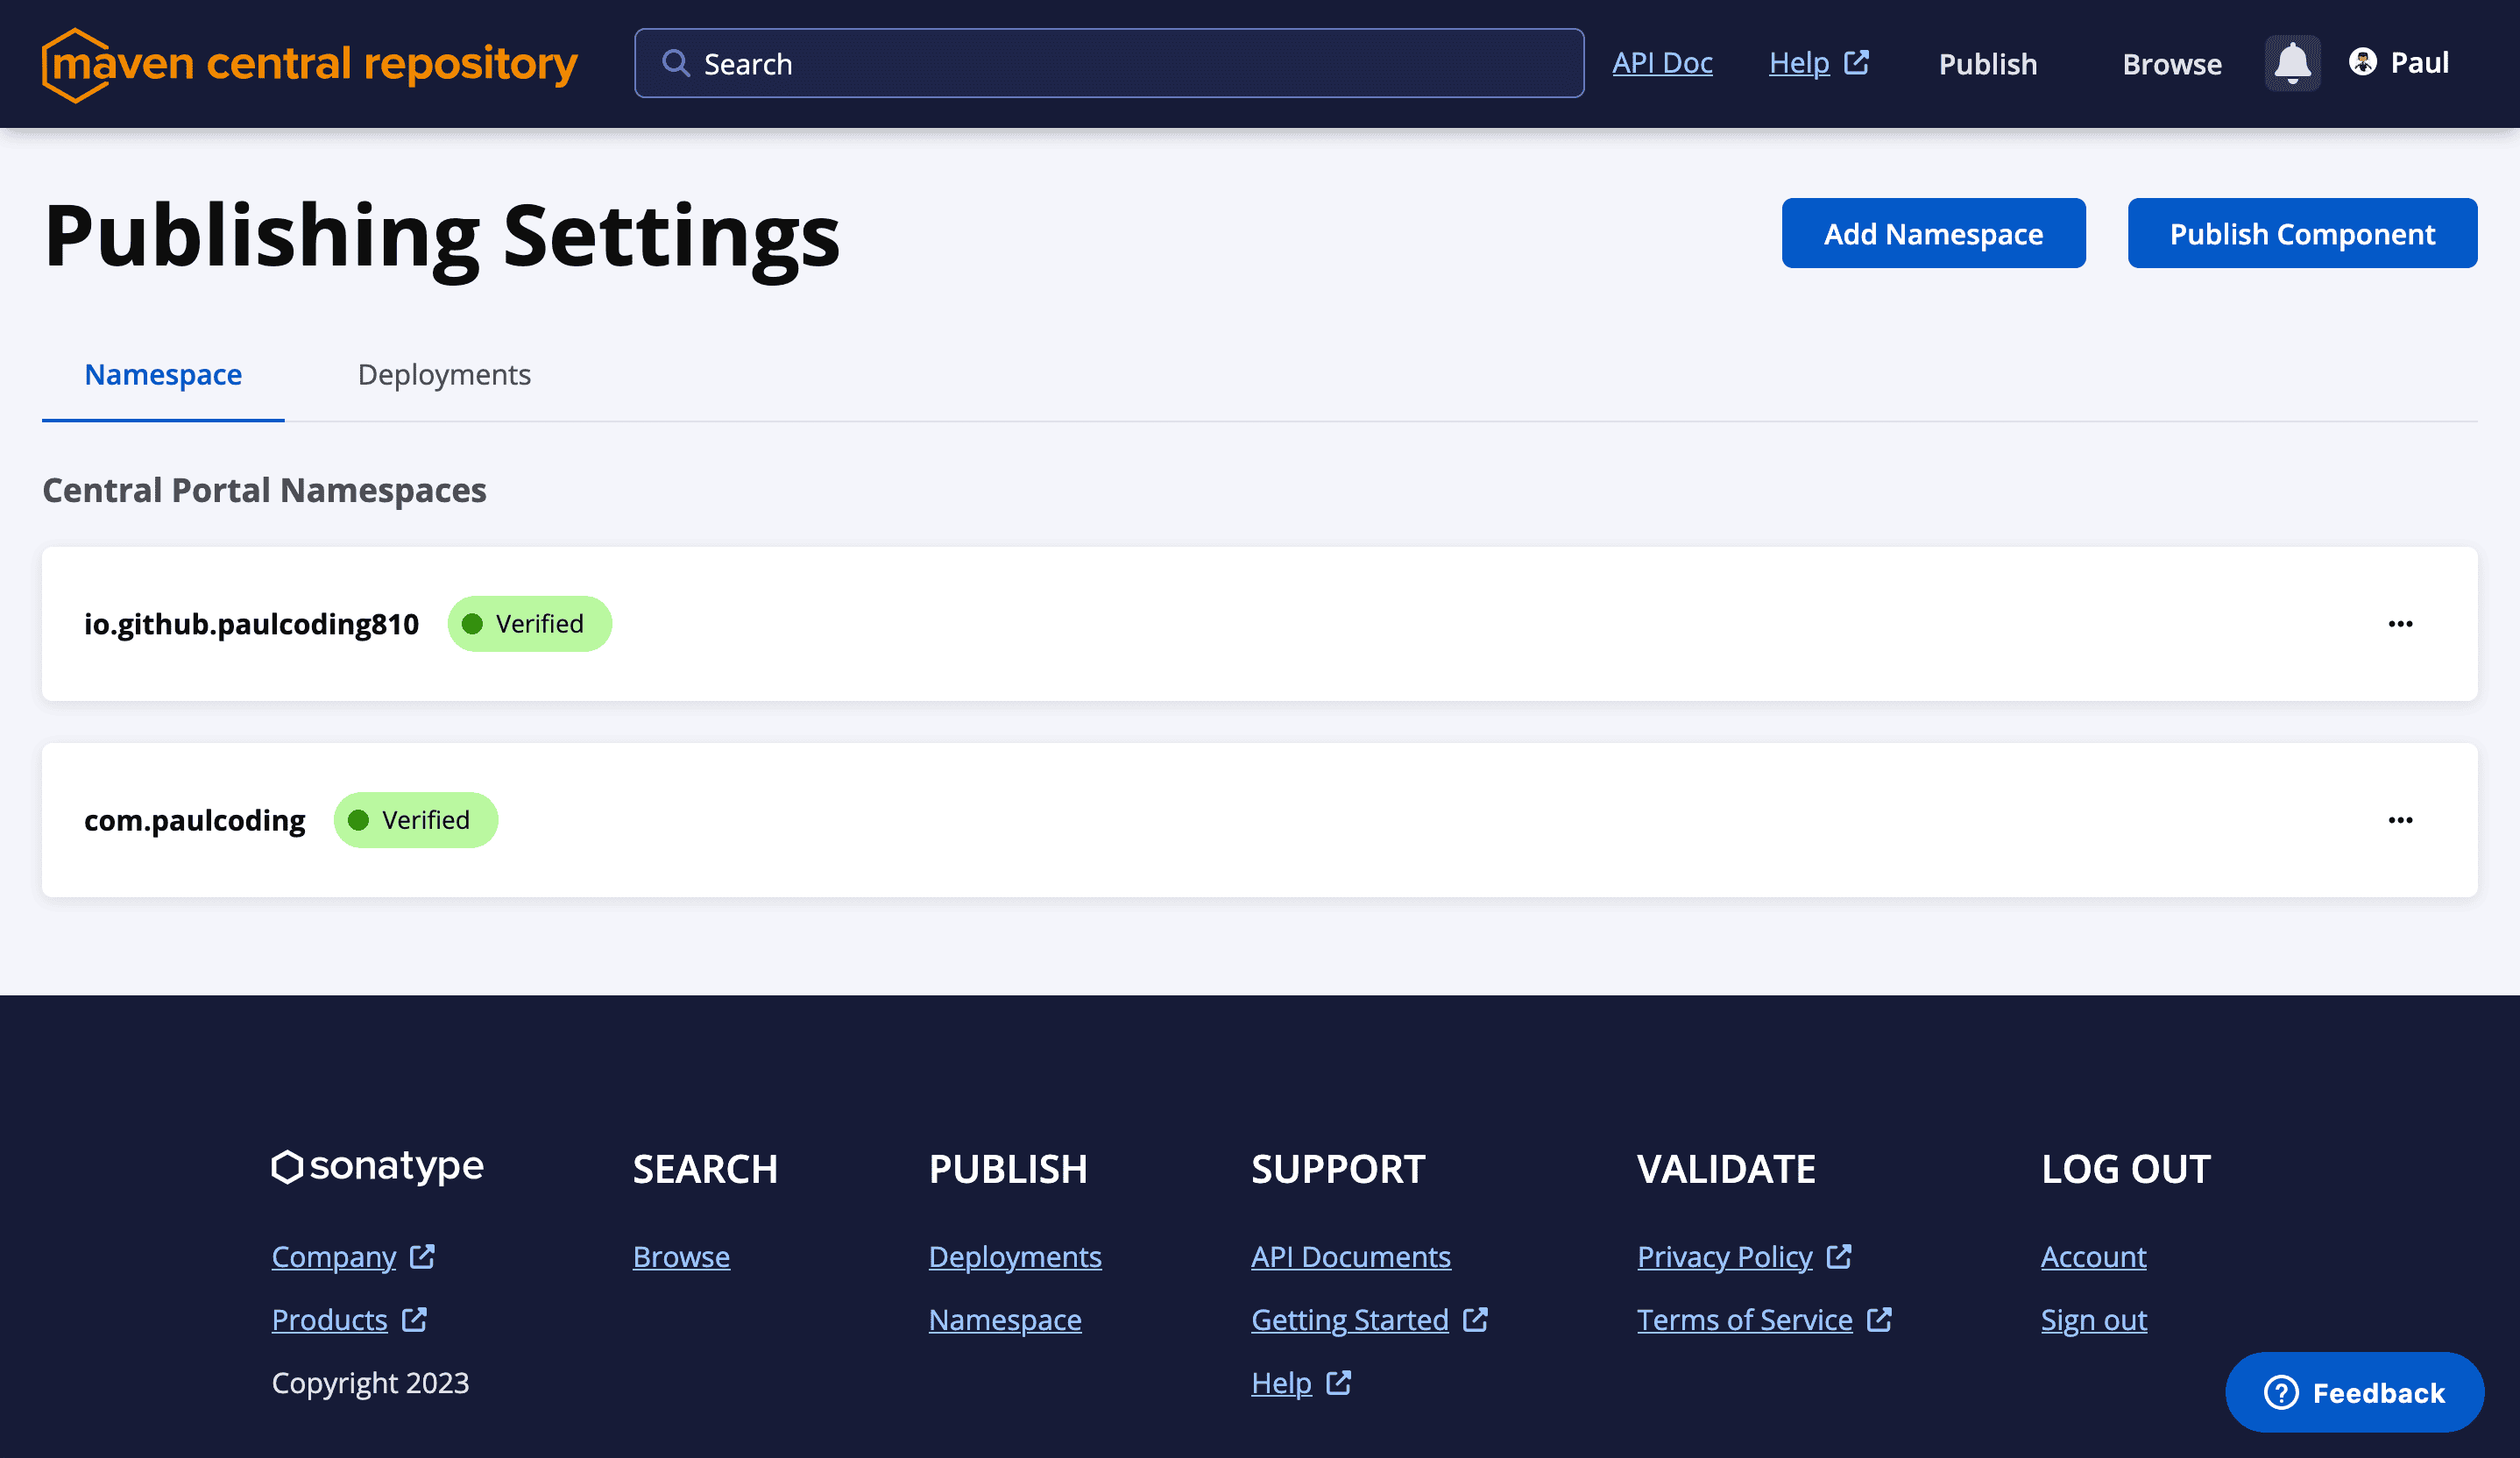 maven central repository
Search
API Doc
Help
Publish
Browse
Paul
Publishing Settings
Add Namespace
Publish Component
Namespace
Deployments
Central Portal Namespaces
io.github.paulcoding810
Verified
com.paulcoding
Verified
sonatype
Company
Products
Copyright 2023
SEARCH
Browse
PUBLISH
Deployments
Namespace
SUPPORT
API Documents
Getting Started
Help
VALIDATE
Privacy Policy
Terms of Service
LOG OUT
Account
Sign out
Feedback